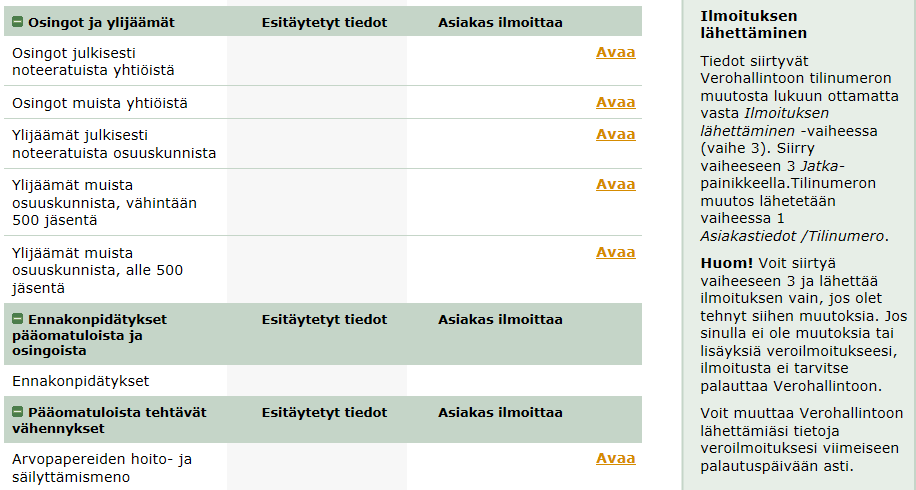 Osingot ja ylijäämät Esitäytetyt tiedot Asiakas ilmoittaa
Osingot julkisesti
noteeratuista yhtiöistä
Avaa
Osingot muista yhtiöistä Avaa
Ylijäämät julkisesti
noteeratuista osuuskunnista
Avaa
Ylijäämät muista
osuuskunnista, vähintään
500 jäsentä
Avaa
Ylijäämät muista
osuuskunnista, alle 500
jäsentä
Avaa
Ennakonpidätykset
pääomatuloista ja
osingoista
Esitäytetyt tiedot Asiakas ilmoittaa
Ennakonpidätykset
Pääomatuloista tehtävät
vähennykset
Esitäytetyt tiedot Asiakas ilmoittaa
Arvopapereiden hoito- ja
säilyttämismeno
Avaa
Ilmoituksen
lähettäminen
Tiedot siirtyvät
Verohallintoon tilinumeron
muutosta lukuun ottamatta
vasta Ilmoituksen
lähettäminen -vaiheessa
(vaihe 3). Siirry
vaiheeseen 3 Jatka-
painikkeella.Tilinumeron
muutos lähetetään
vaiheessa 1
Asiakastiedot /Tilinumero.
Huom! Voit siirtyä
vaiheeseen 3 ja lähettää
ilmoituksen vain, jos olet
tehnyt siihen muutoksia. Jos
sinulla ei ole muutoksia tai
lisäyksiä veroilmoitukseesi,
ilmoitusta ei tarvitse
palauttaa Verohallintoon.
Voit muuttaa Verohallintoon
lähettämiäsi tietoja
veroilmoituksesi viimeiseen
palautuspäivään asti.